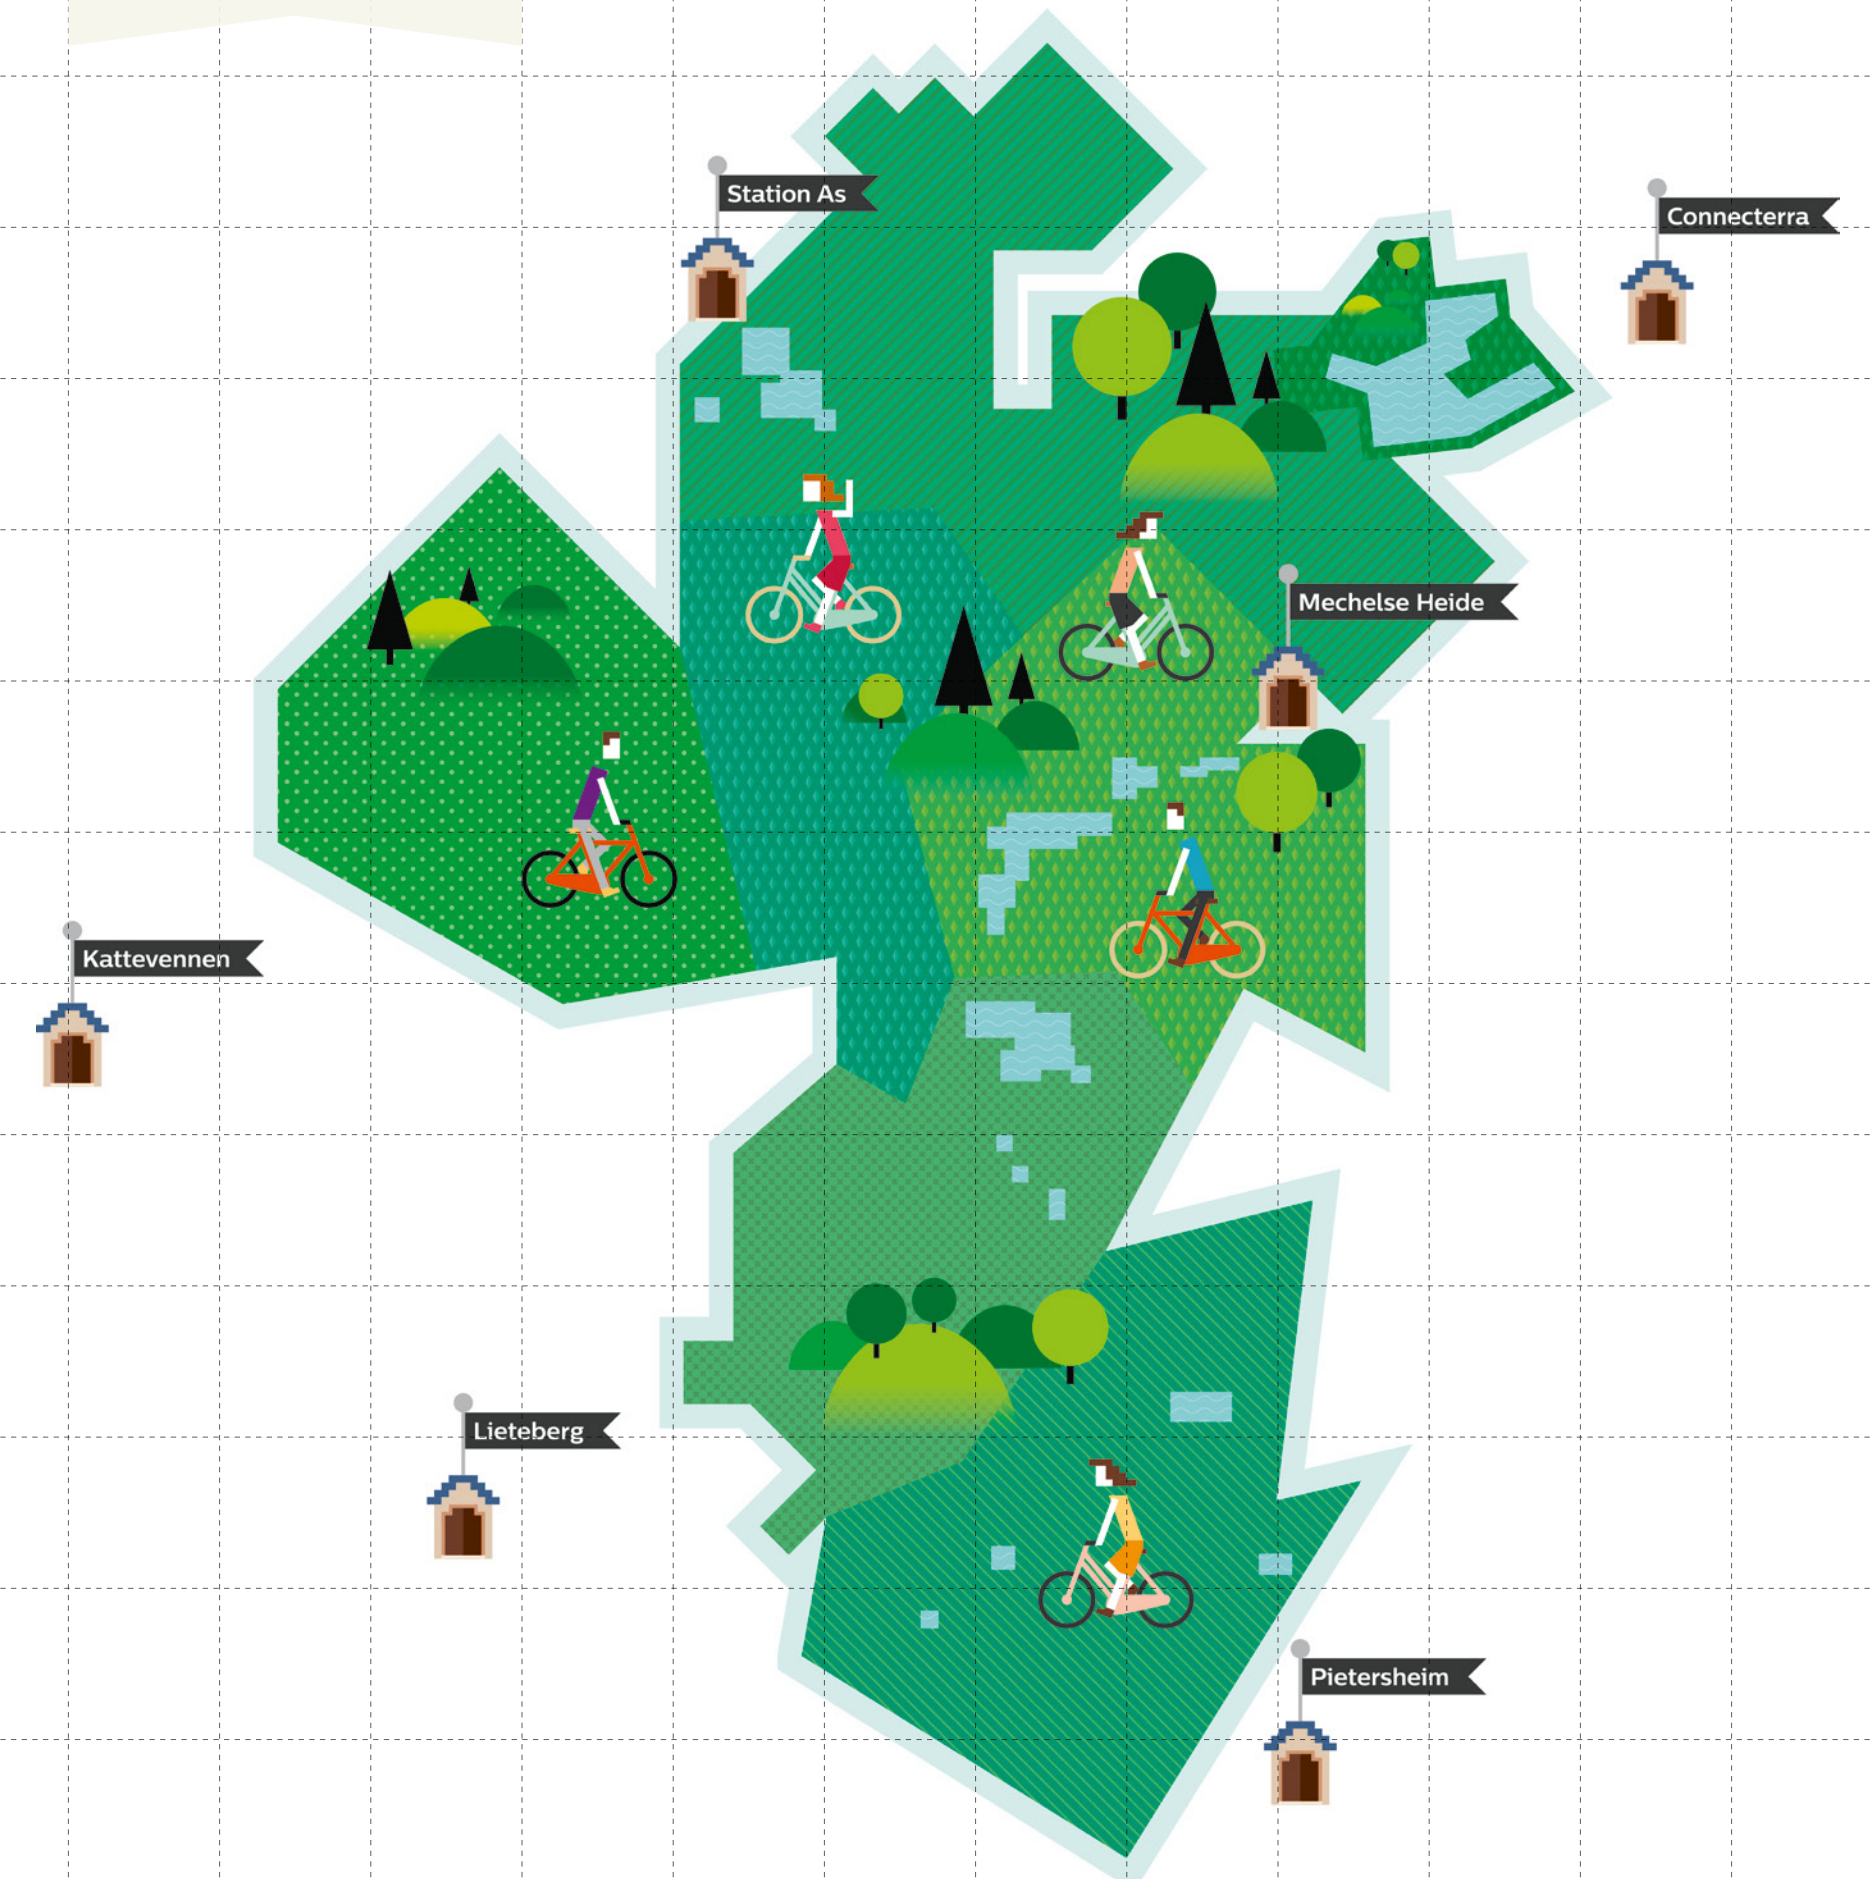 Station As
Connecterra
Mechelse Heide
Kattevennen
Lieteberg
Pietersheim